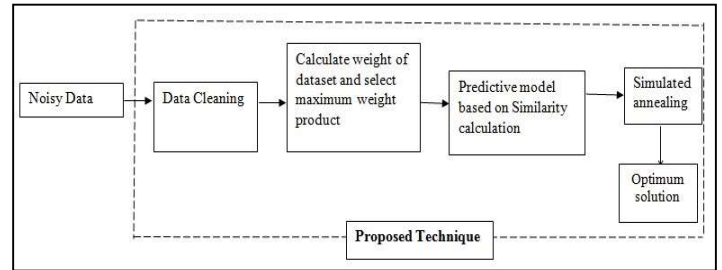 Noisy Data
Data Cleaning
Calculate weight of
dataset and select
maximum weight
product
Predictive model
based on Similarity
calculation
Simulated
annealing
Optimum
solution
Proposed Technique